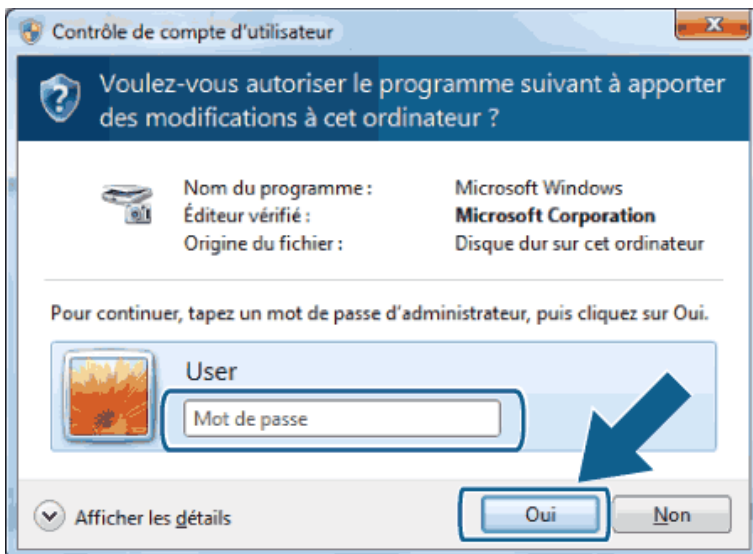 Contrôle de compte d'utilisateur
Voulez-vous autoriser le programme suivant à apporter
des modifications à cet ordinateur ?
Nom du programme : Microsoft Windows
Éditeur vérifié : Microsoft Corporation
Origine du fichier : Disque dur sur cet ordinateur
Pour continuer, tapez un mot de passe d'administrateur, puis cliquez sur Oui.
User
Mot de passe
Afficher les détails Oui Non